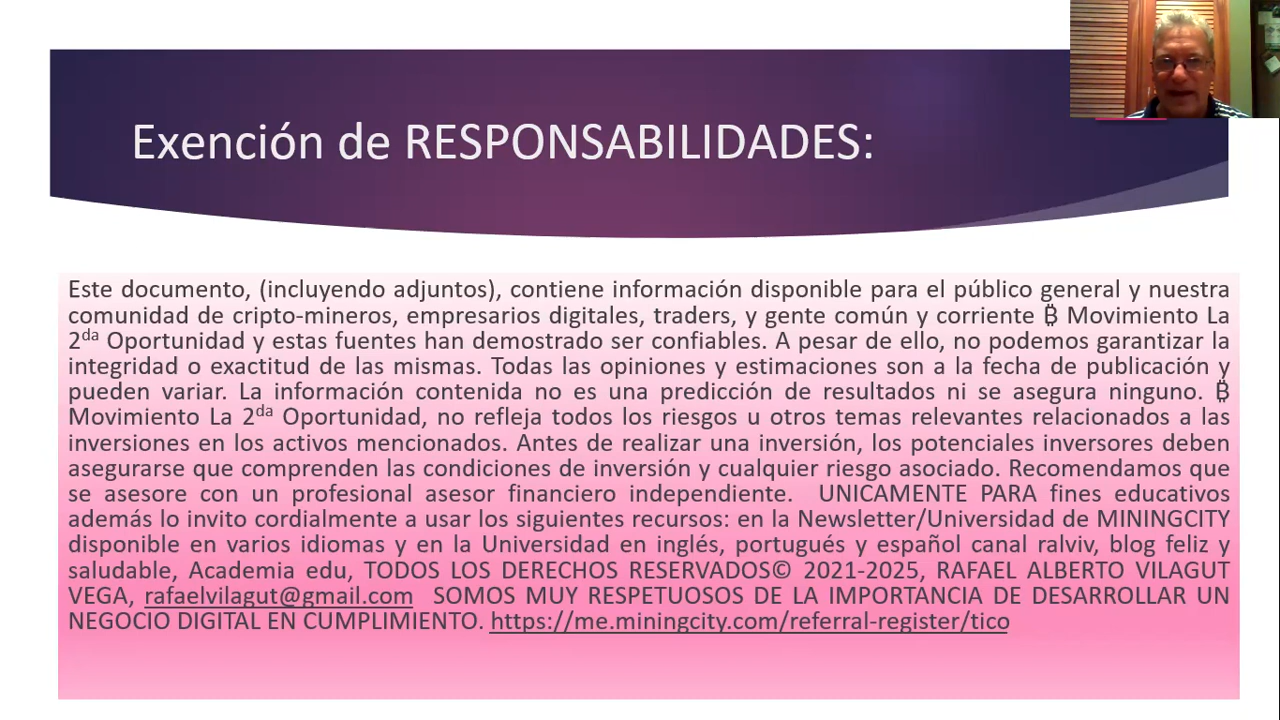 Exención de RESPONSABILIDADES:
Este documento, (incluyendo adjuntos), contiene información disponible para el público general y nuestra
comunidad de cripto-mineros, empresarios digitales, traders, y gente común y corriente ₿ Movimiento La
2da Oportunidad y estas fuentes han demostrado ser confiables. A pesar de ello, no podemos garantizar la
integridad o exactitud de las mismas. Todas las opiniones y estimaciones son a la fecha de publicación y
pueden variar. La información contenida no es una predicción de resultados ni se asegura ninguno. ₿
Movimiento La 2da Oportunidad, no refleja todos los riesgos u otros temas relevantes relacionados a las
inversiones en los activos mencionados. Antes de realizar una inversión, los potenciales inversores deben
asegurarse que comprenden las condiciones de inversión y cualquier riesgo asociado. Recomendamos que
se asesore con un profesional asesor financiero independiente. UNICAMENTE PARA fines educativos
además lo invito cordialmente a usar los siguientes recursos: en la Newsletter/Universidad de MININGCITY
disponible en varios idiomas y en la Universidad en inglés, portugués y español canal ralviv, blog feliz y
saludable, Academia edu, TODOS LOS DERECHOS RESERVADOS© 2021-2025, RAFAEL ALBERTO VILAGUT
VEGA, rafaelvilagut@gmail.com SOMOS MUY RESPETUOSOS DE LA IMPORTANCIA DE DESARROLLAR UN
NEGOCIO DIGITAL EN CUMPLIMIENTO. https://me.miningcity.com/referral-register/tico